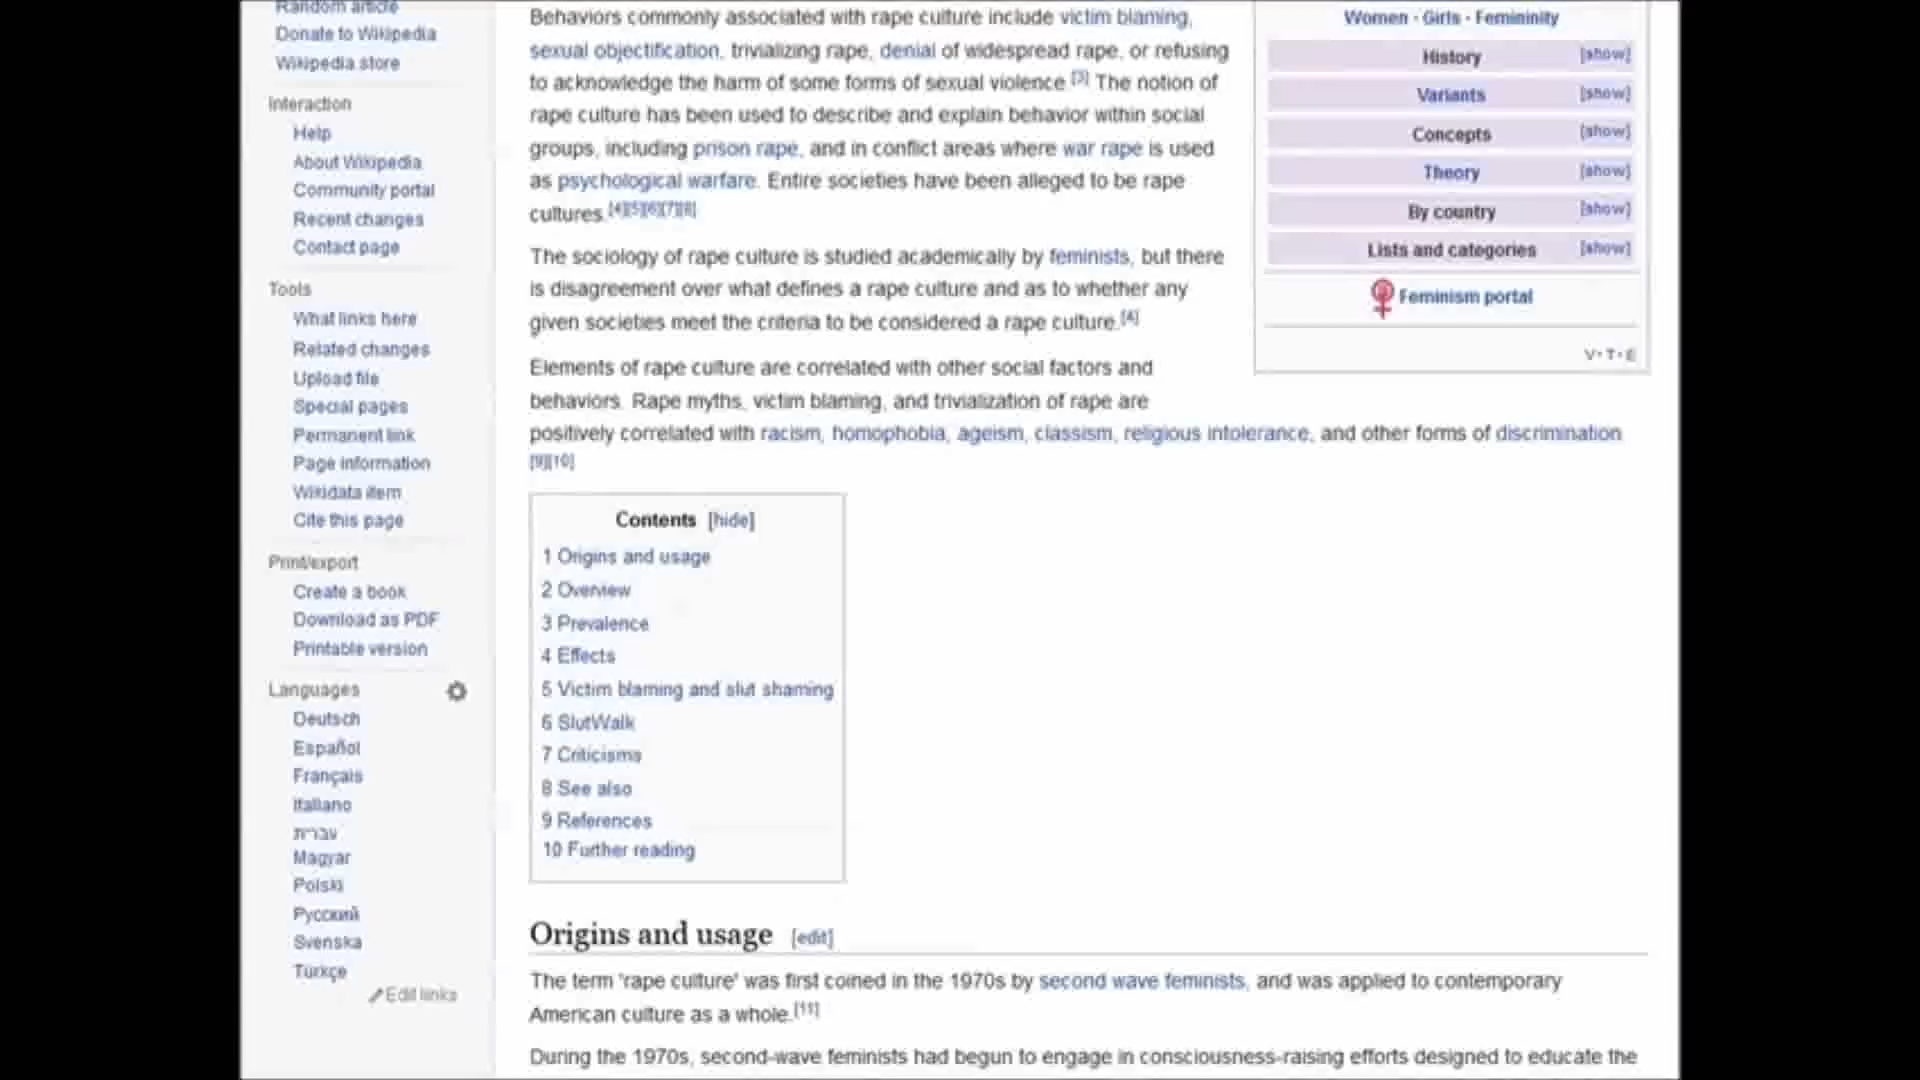 Random article
Donate to Wikipedia
Wikipedia store
Interaction
Help
About Wikipedia
Community portal
Recent changes
Contact page
Tools
What links here
Related changes
Upload file
Special pages
Permanent link
Page information
Wikidata item
Cite this page
Print/export
Create a book
Download as PDF
Printable version
Languages
Deutsch
Español
Français
Italiano
עברית
Magyar
Polski
Русский
Svenska
Türkçe
Edit links
Behaviors commonly associated with rape culture include victim blaming,
sexual objectification, trivializing rape, denial of widespread rape, or refusing
to acknowledge the harm of some forms of sexual violence.[3] The notion of
rape culture has been used to describe and explain behavior within social
groups, including prison rape, and in conflict areas where war rape is used
as psychological warfare. Entire societies have been alleged to be rape
cultures.[4][5][6][7][8]
The sociology of rape culture is studied academically by feminists, but there
is disagreement over what defines a rape culture and as to whether any
given societies meet the criteria to be considered a rape culture.[4]
Elements of rape culture are correlated with other social factors and
behaviors. Rape myths, victim blaming, and trivialization of rape are
positively correlated with racism, homophobia, ageism, classism, religious intolerance, and other forms of discrimination.
[9][10]
Contents [hide]
1 Origins and usage
2 Overview
3 Prevalence
4 Effects
5 Victim blaming and slut shaming
6 SlutWalk
7 Criticisms
8 See also
9 References
10 Further reading
Origins and usage [edit]
The term "rape culture" was first coined in the 1970s by second wave feminists, and was applied to contemporary
American culture as a whole.[11]
During the 1970s, second-wave feminists had begun to engage in consciousness-raising efforts designed to educate the
Women · Girls · Femininity
History [show]
Variants [show]
Concepts [show]
Theory [show]
By country [show]
Lists and categories [show]
Feminism portal
V · T · E